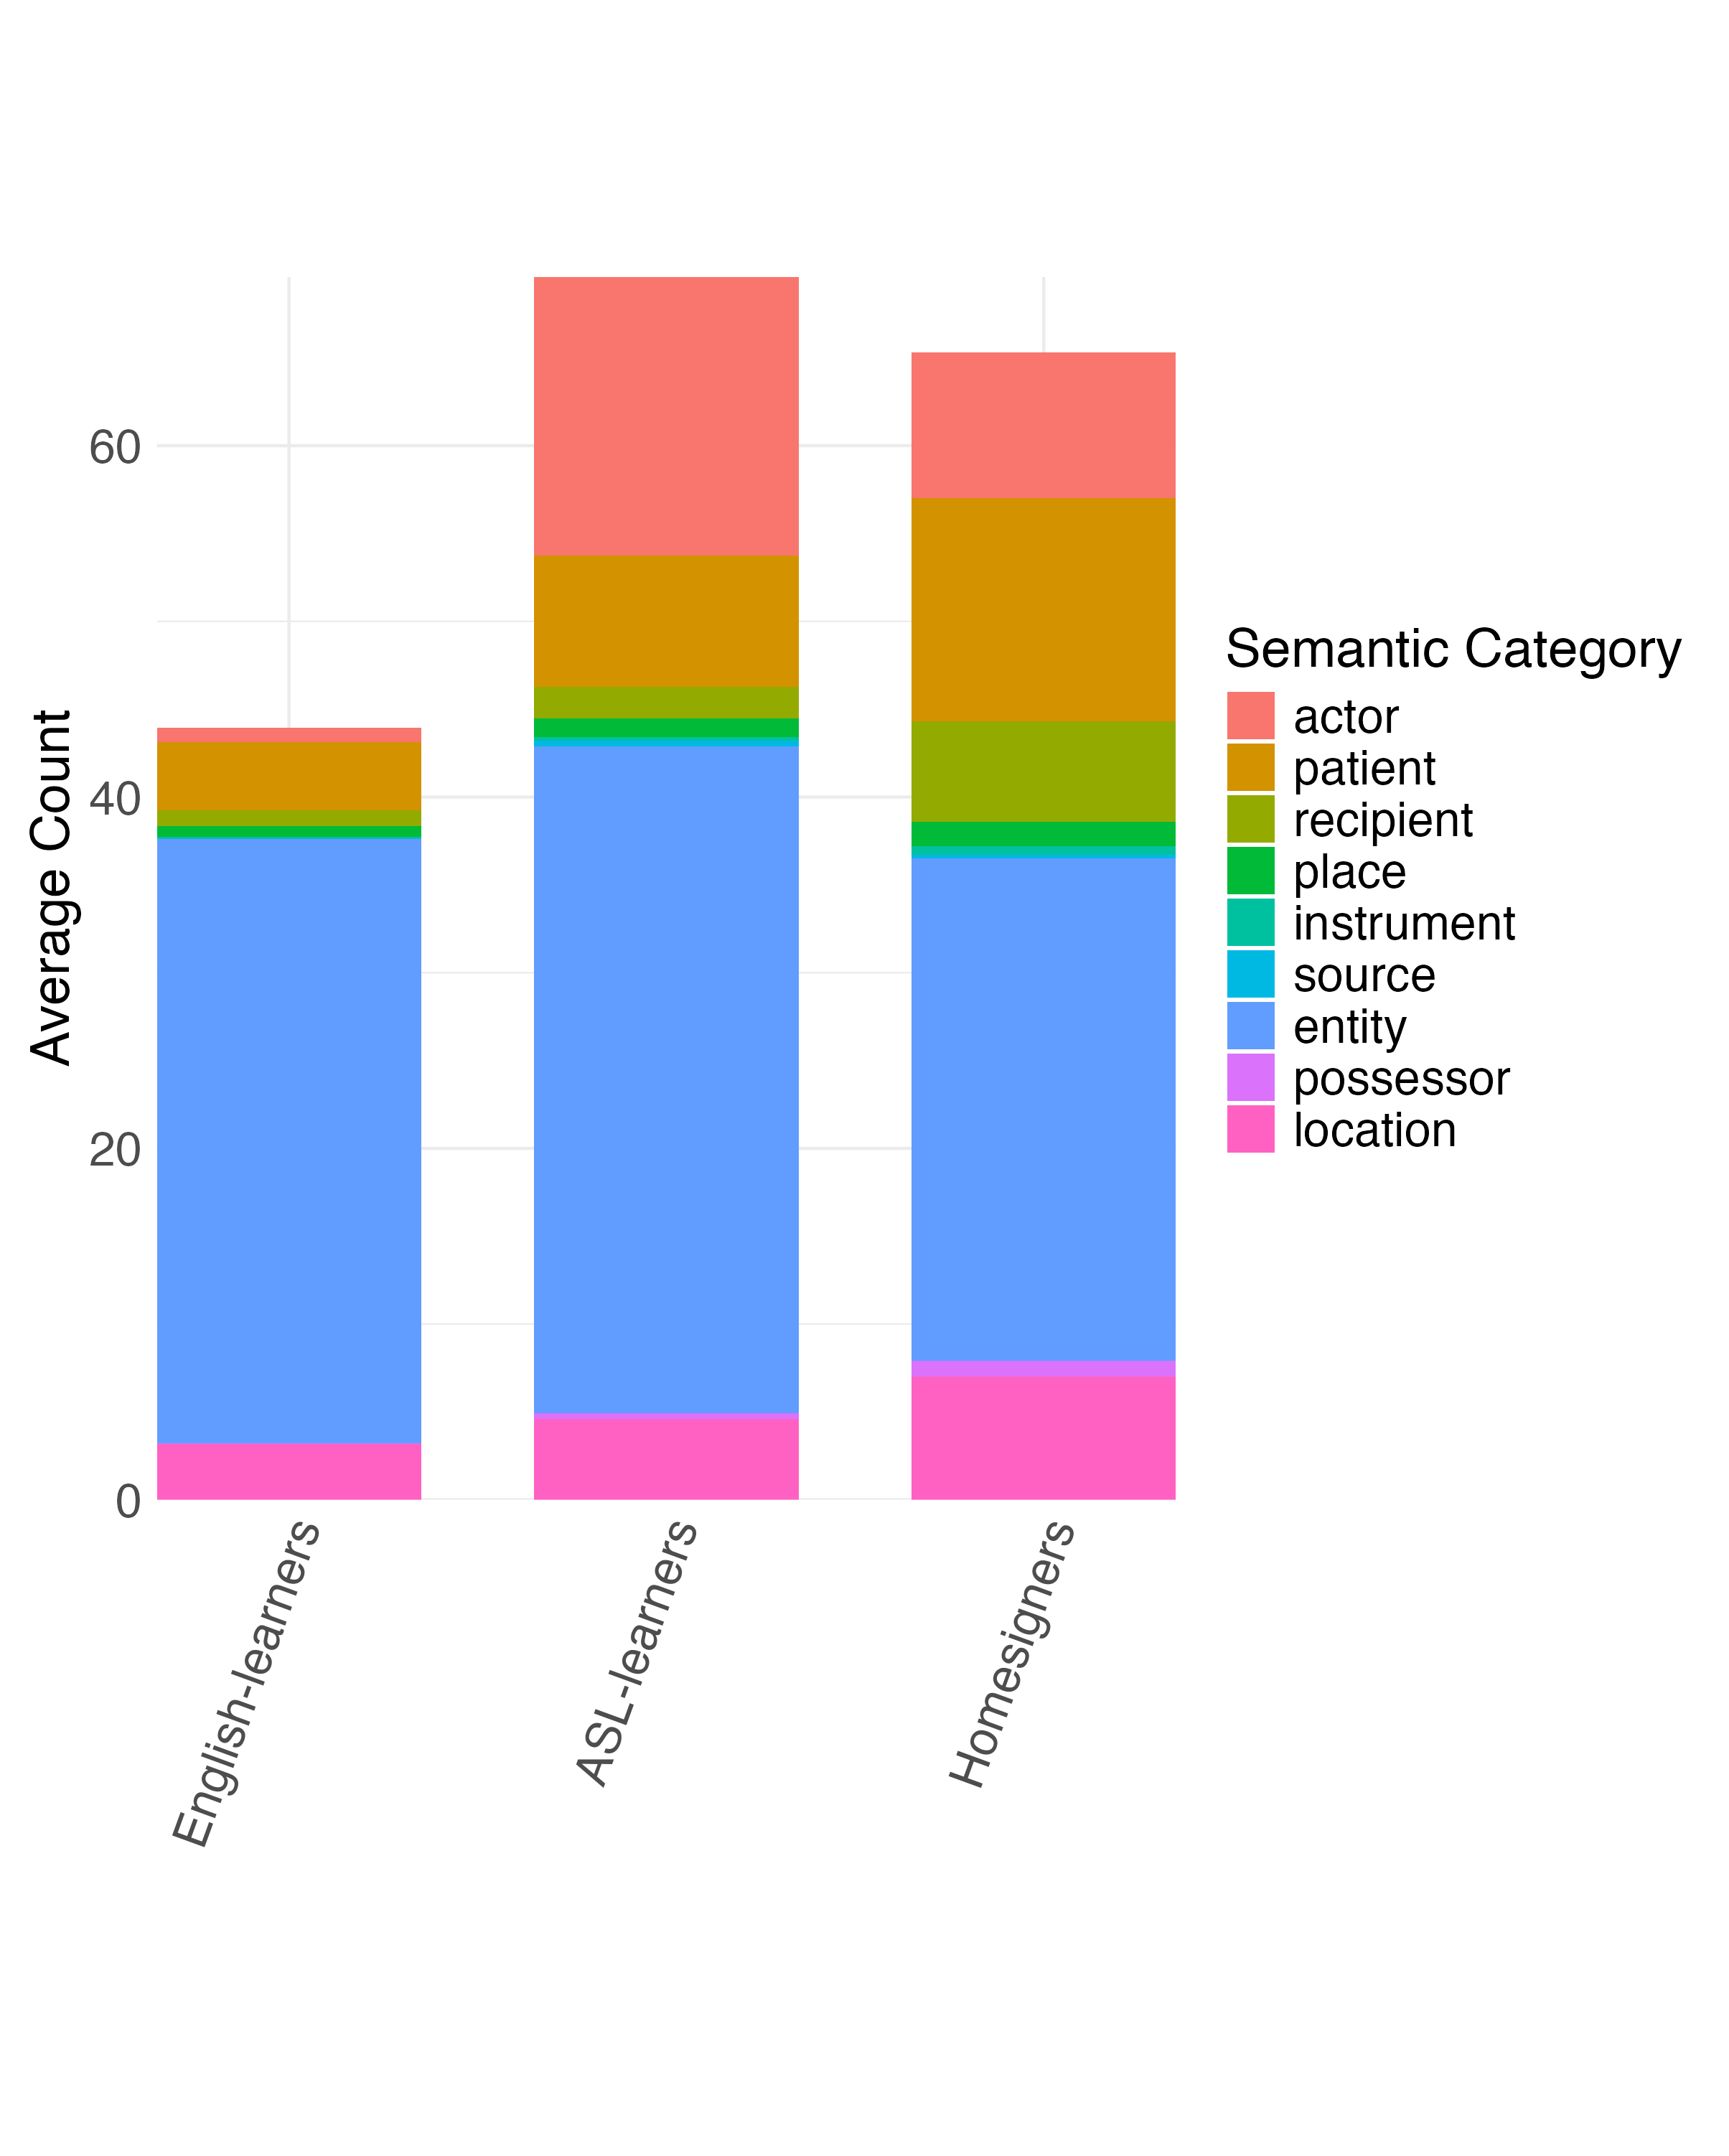 Average Count
60
40
20
0
English-learners
ASL-learners
Homesigners
Semantic Category
actor
patient
recipient
place
instrument
source
entity
possessor
location